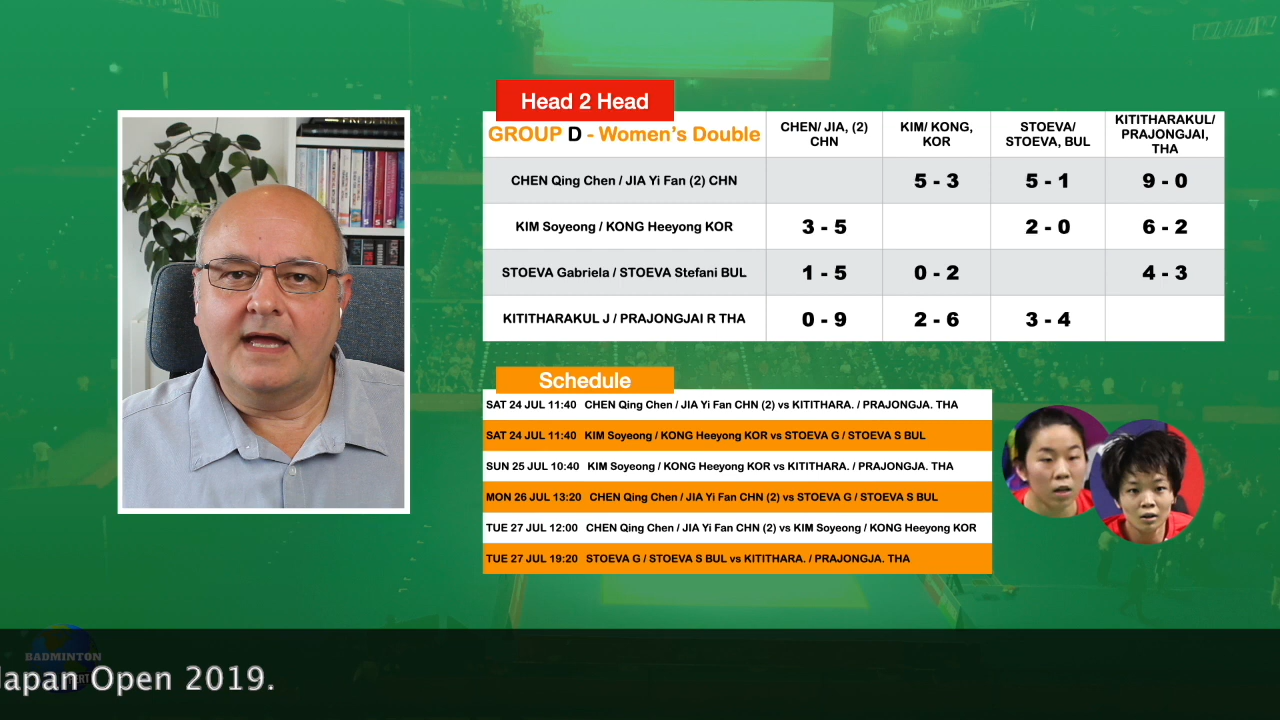 Head 2 Head
GROUP D - Women's Double
CHEN/ JIA, (2)
CHN
KIM/ KONG,
KOR
STOEVA/
STOEVA, BUL
KITITHARAKUL/
PRAJONGJAI,
THA
CHEN Qing Chen / JIA Yi Fan (2) CHN
5 - 3
5 - 1
9 - 0
KIM Soyeong / KONG Heeyong KOR
3 - 5
2 - 0
6 - 2
STOEVA Gabriela / STOEVA Stefani BUL
1 - 5
0 - 2
4 - 3
KITITHARAKUL J / PRAJONGJAI R THA
0 - 9
2 - 6
3 - 4
Schedule
SAT 24 JUL 11:40 CHEN Qing Chen / JIA Yi Fan CHN (2) vs KITITHARA. / PRAJONGJA. THA
SAT 24 JUL 11:40 KIM Soyeong / KONG Heeyong KOR vs STOEVA G / STOEVA S BUL
SUN 25 JUL 10:40 KIM Soyeong / KONG Heeyong KOR vs KITITHARA. / PRAJONGJA. THA
MON 26 JUL 13:20 CHEN Qing Chen / JIA Yi Fan CHN (2) vs STOEVA G / STOEVA S BUL
TUE 27 JUL 12:00 CHEN Qing Chen / JIA Yi Fan CHN (2) vs KIM Soyeong / KONG Heeyong KOR
TUE 27 JUL 19:20 STOEVA G / STOEVA S BUL vs KITITHARA. / PRAJONGJA. THA
BADMINTON
Japan Open 2019.